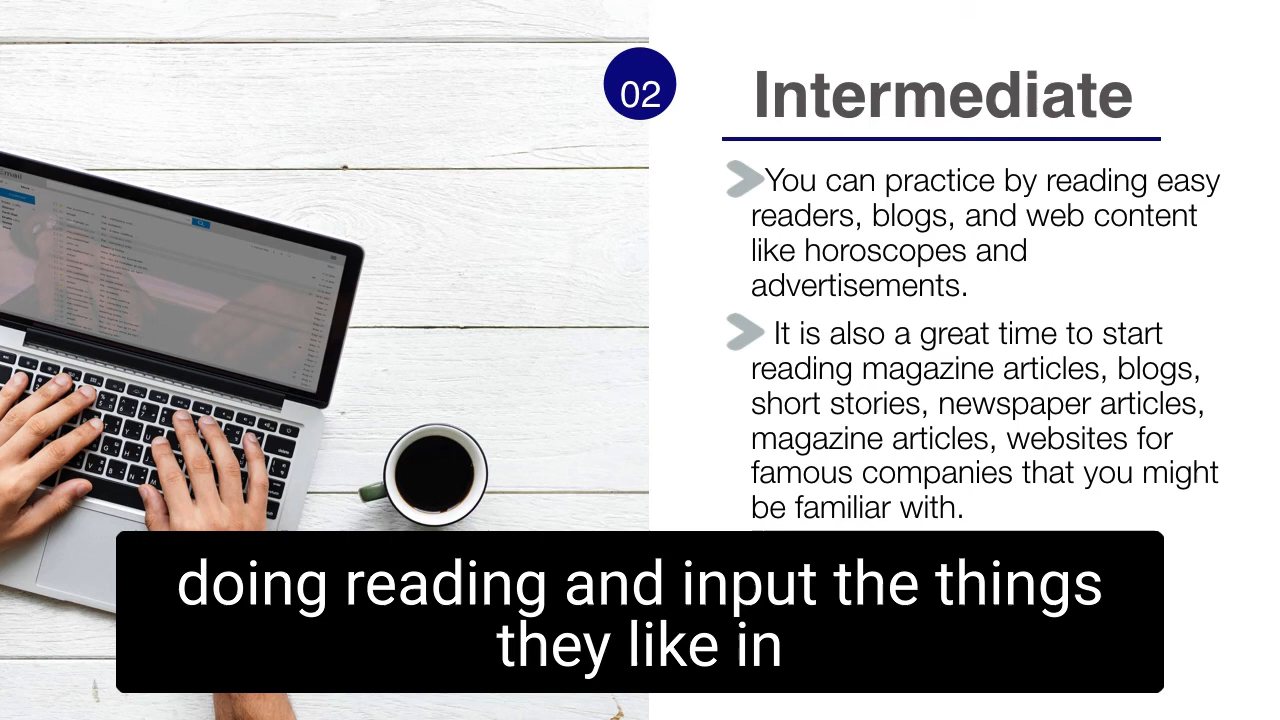 02
Intermediate
You can practice by reading easy
readers, blogs, and web content
like horoscopes and
advertisements.
It is also a great time to start
reading magazine articles, blogs,
short stories, newspaper articles,
magazine articles, websites for
famous companies that you might
be familiar with.
doing reading and input the things
they like in